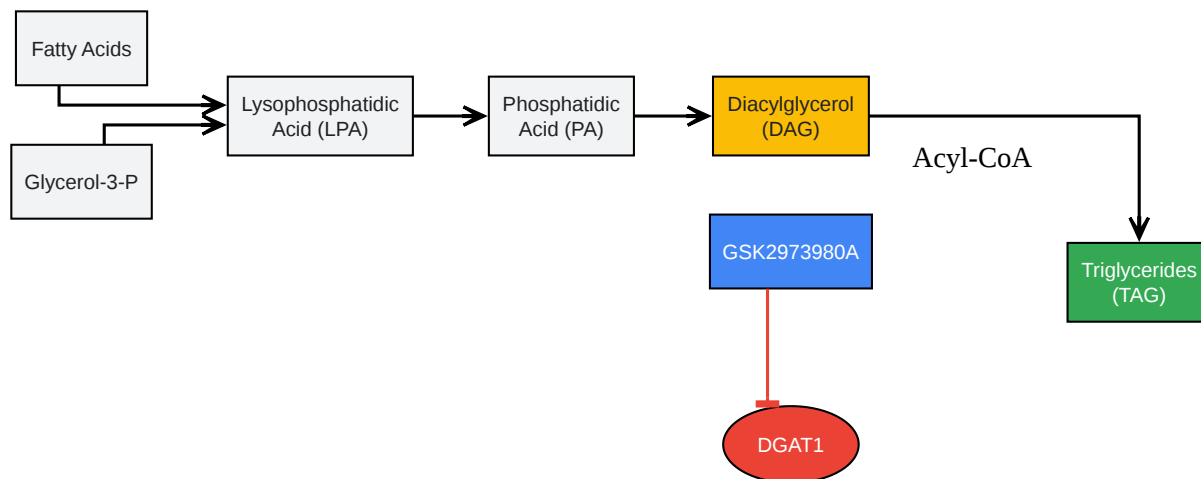 Fatty Acids
Glycerol-3-P
Lysophosphatidic
Acid (LPA)
Phosphatidic
Acid (PA)
Diacylglycerol
(DAG)
Acyl-CoA
GSK2973980A
Triglycerides
(TAG)
DGAT1